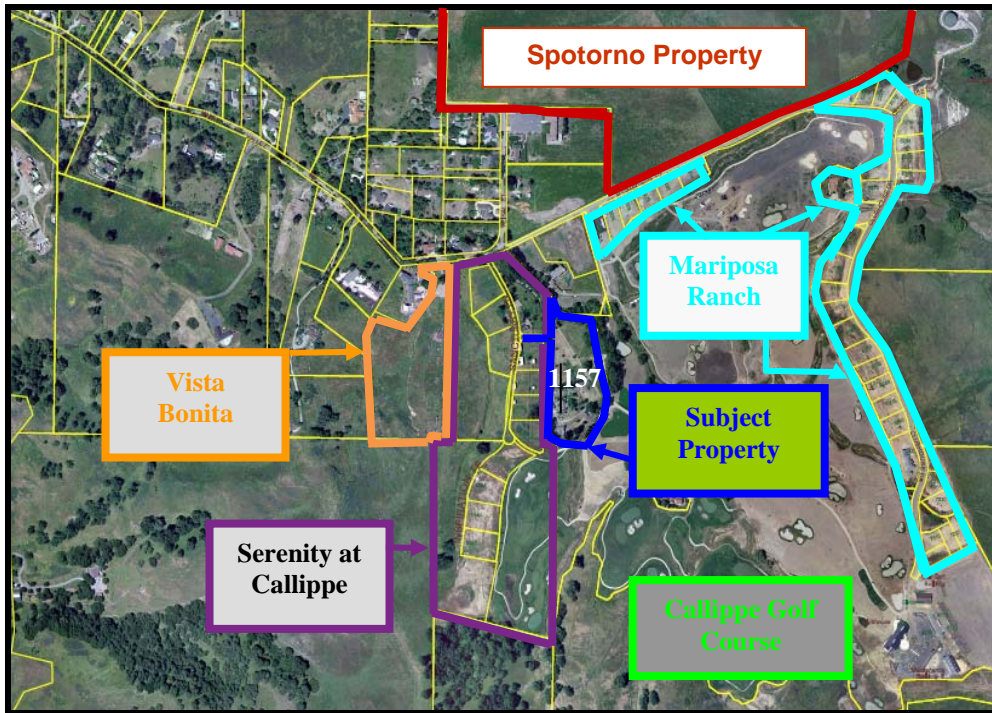 Spotorno Property
Mariposa
Ranch
1157
Vista
Bonita
Subject
Property
Serenity at
Callippe
Callippe Golf
Course